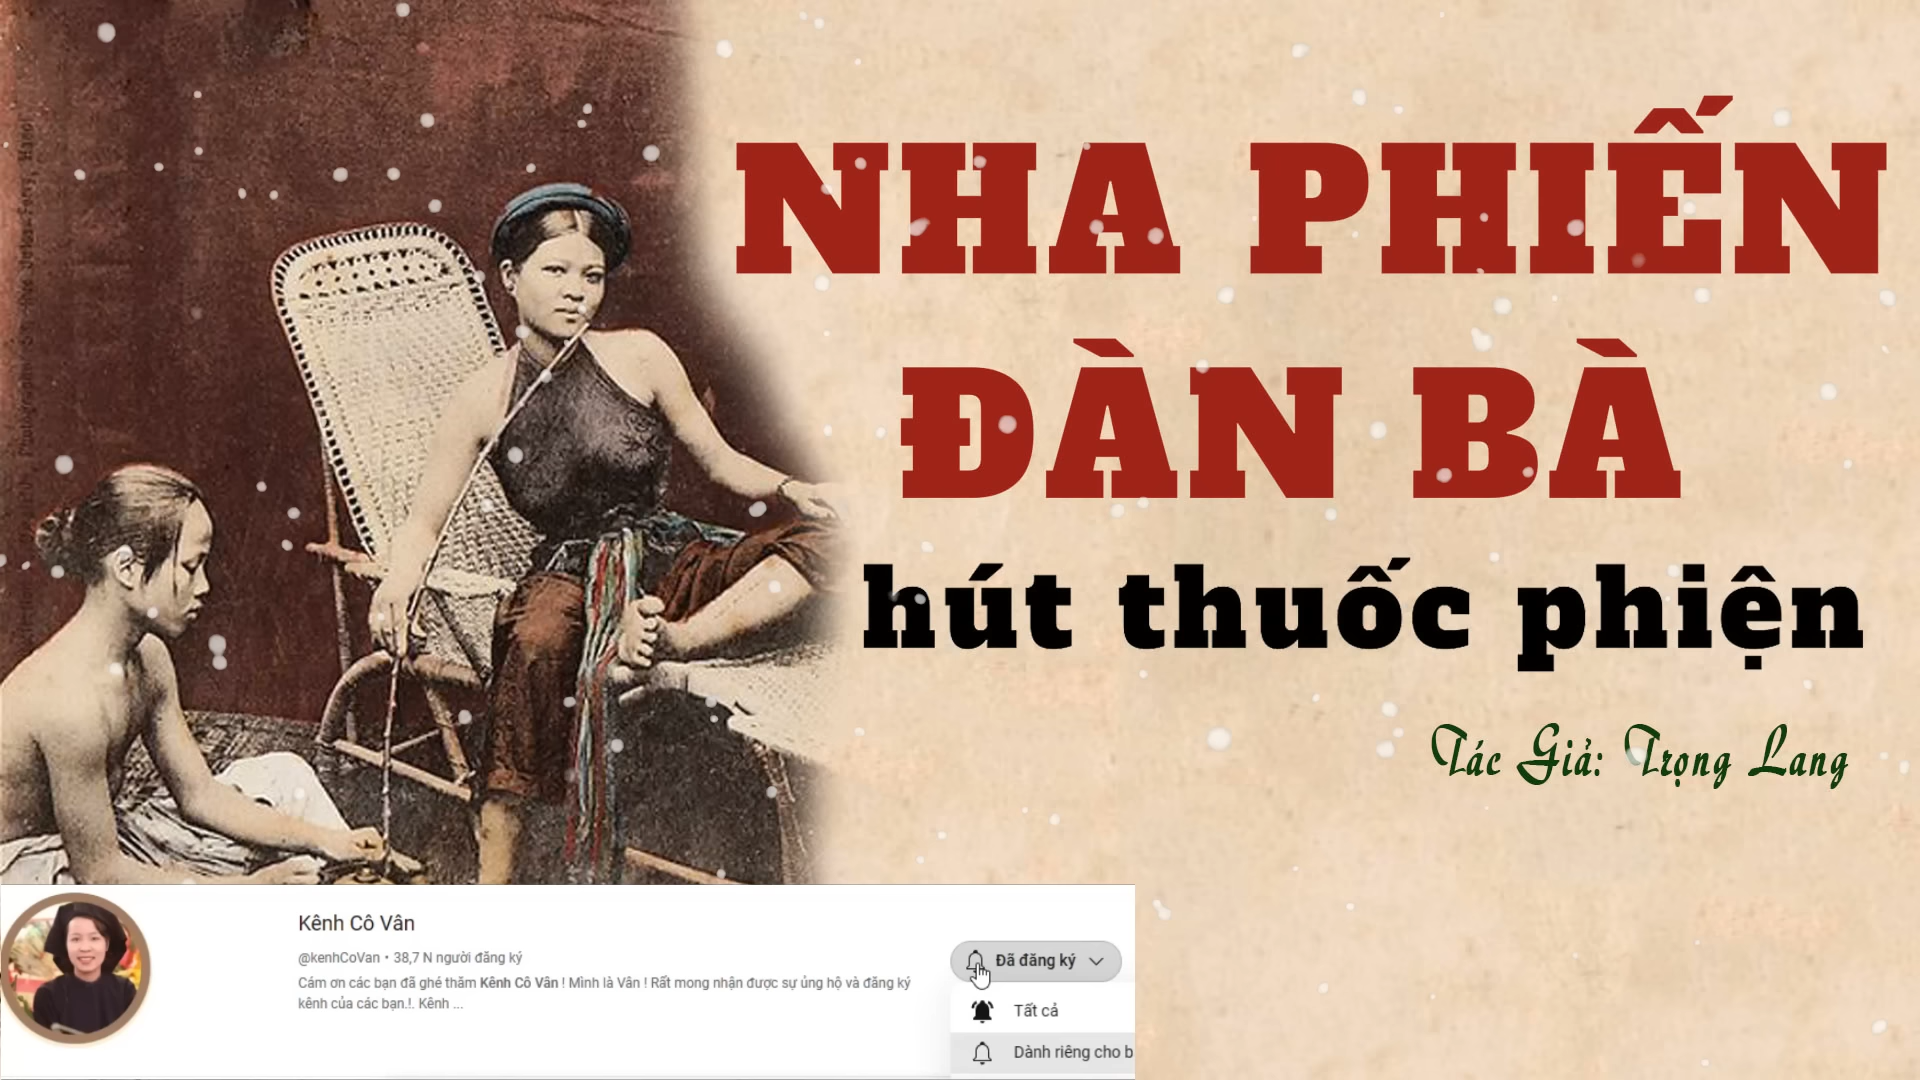 NHA PHIẾN
ĐÀN BÀ
hút thuốc phiện
Tác Giả: Trọng Lang
Kênh Cô Vân
@kenhCoVan • 38,7 N người đăng ký
Cám ơn các bạn đã ghé thăm Kênh Cô Vân ! Mình là Vân ! Rất mong nhận được sự ủng hộ và đăng ký
kênh của các bạn.!. Kênh ...
Đã đăng ký
Tất cả
Dành riêng cho b